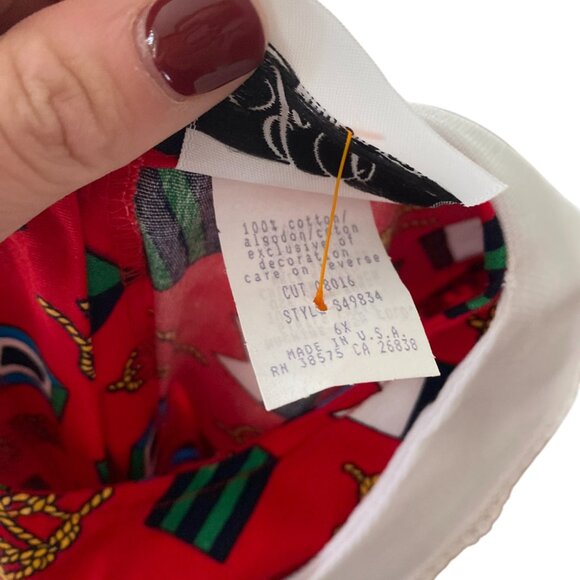 100% cotton/
algodon/coton
exclusive of
decoration
care on reverse
CUT 08016
STYLE S49834
6X
MADE IN U.S.A.
RN 38575 CA 26838